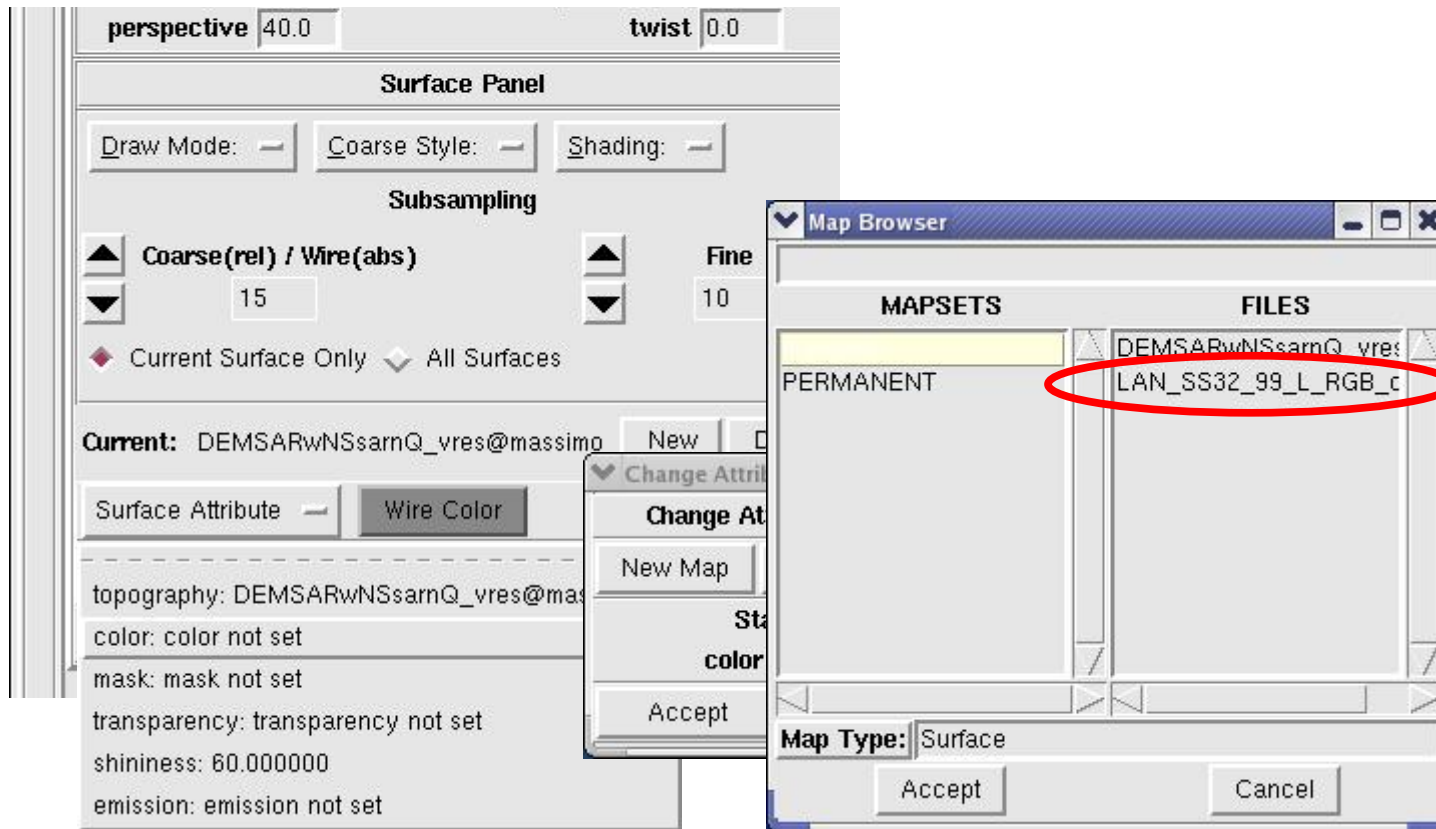 perspective 40.0 twist 0.0
Surface Panel
Draw Mode: Coarse Style: Shading:
Subsampling
Coarse(rel) / Wire(abs) Fine
15 10
Current Surface Only All Surfaces
Current: DEMSARwNSsarnQ_vres@massimo New D
Surface Attribute Wire Color
topography: DEMSARwNSsarnQ_vres@mas
color: color not set
mask: mask not set
transparency: transparency not set
shininess: 60.000000
emission: emission not set
Change Attrib
Change At
New Map
Sta
color
Accept
Map Browser
MAPSETS FILES
DEMSARwNSsarnQ_vres
PERMANENT LAN_SS32_99_L_RGB_c
Map Type: Surface
Accept Cancel